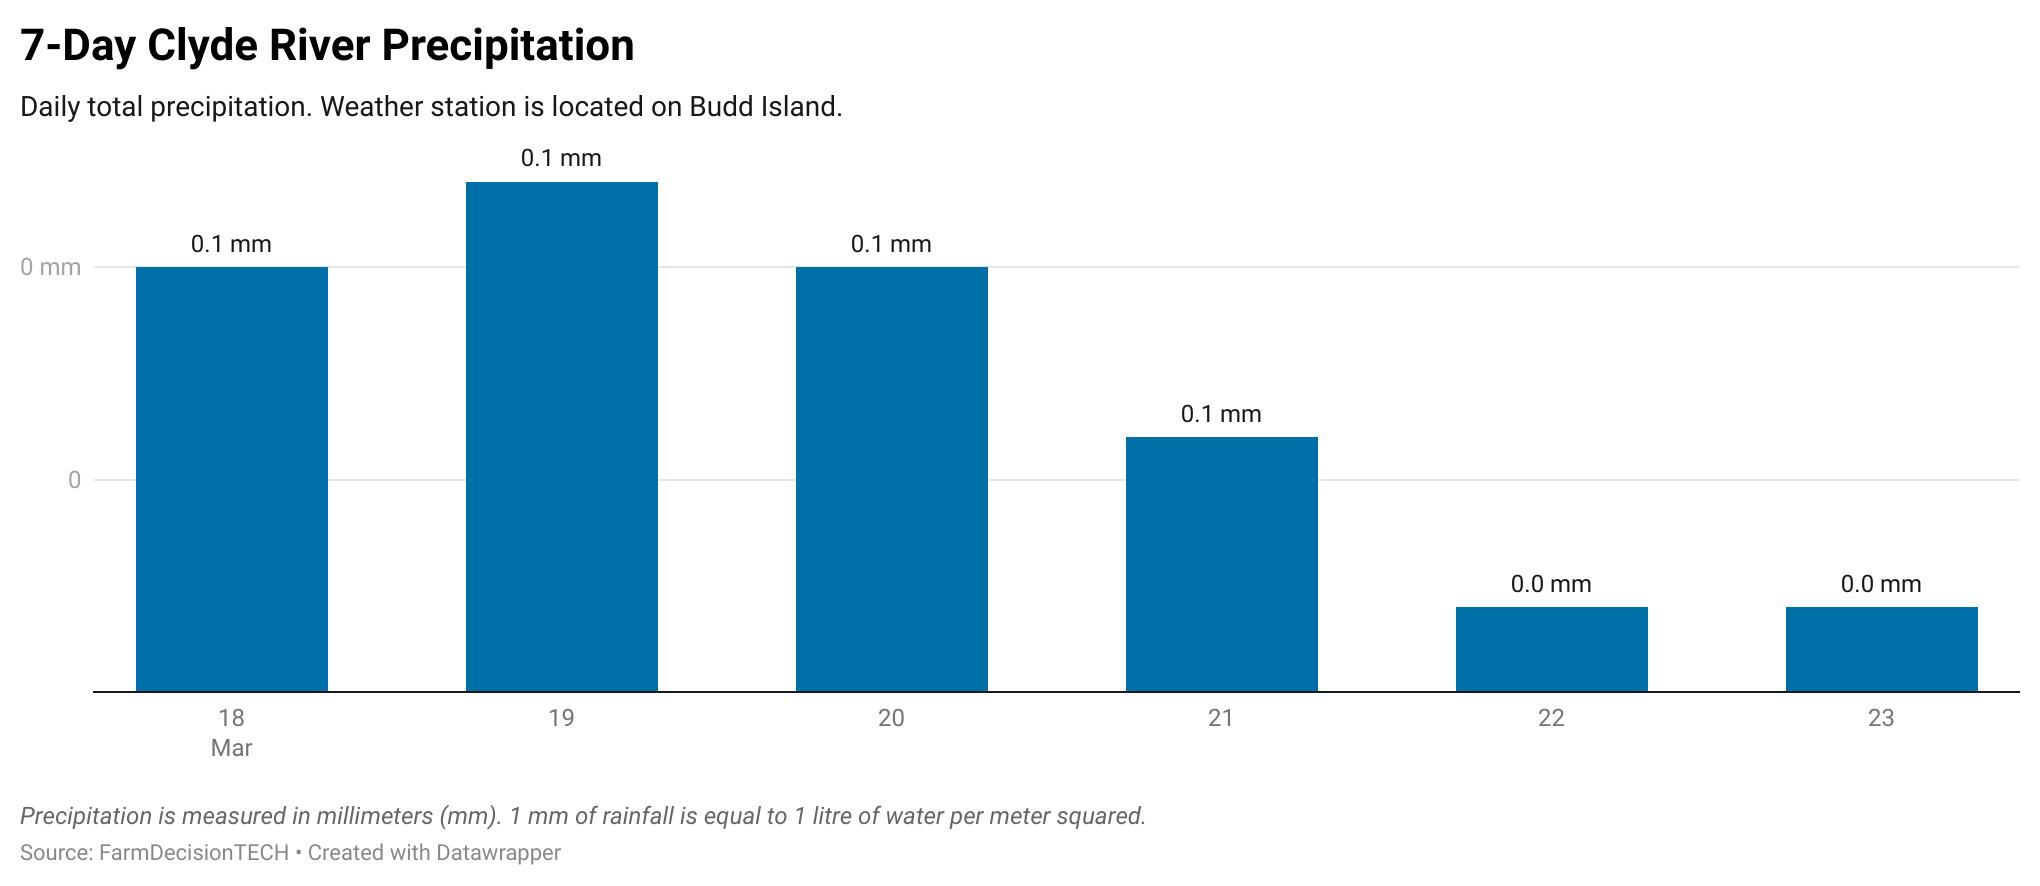 7-Day Clyde River Precipitation
Daily total precipitation. Weather station is located on Budd Island.
0.1 mm
0.1 mm
0.1 mm
0 mm
0.1 mm
0
0.0 mm
0.0 mm
18
19
20
21
22
23
Mar
Precipitation is measured in millimeters (mm). 1 mm of rainfall is equal to 1 litre of water per meter squared.
Source: FarmDecisionTECH • Created with Datawrapper